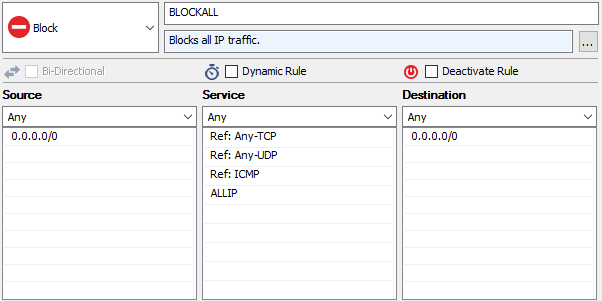 Block
BLOCKALL
Blocks all IP traffic.
...
Bi-Directional
Dynamic Rule
Deactivate Rule
Source
Service
Destination
Any
Any
Any
0.0.0.0/0
Ref: Any-TCP
0.0.0.0/0
Ref: Any-UDP
Ref: ICMP
ALLIP